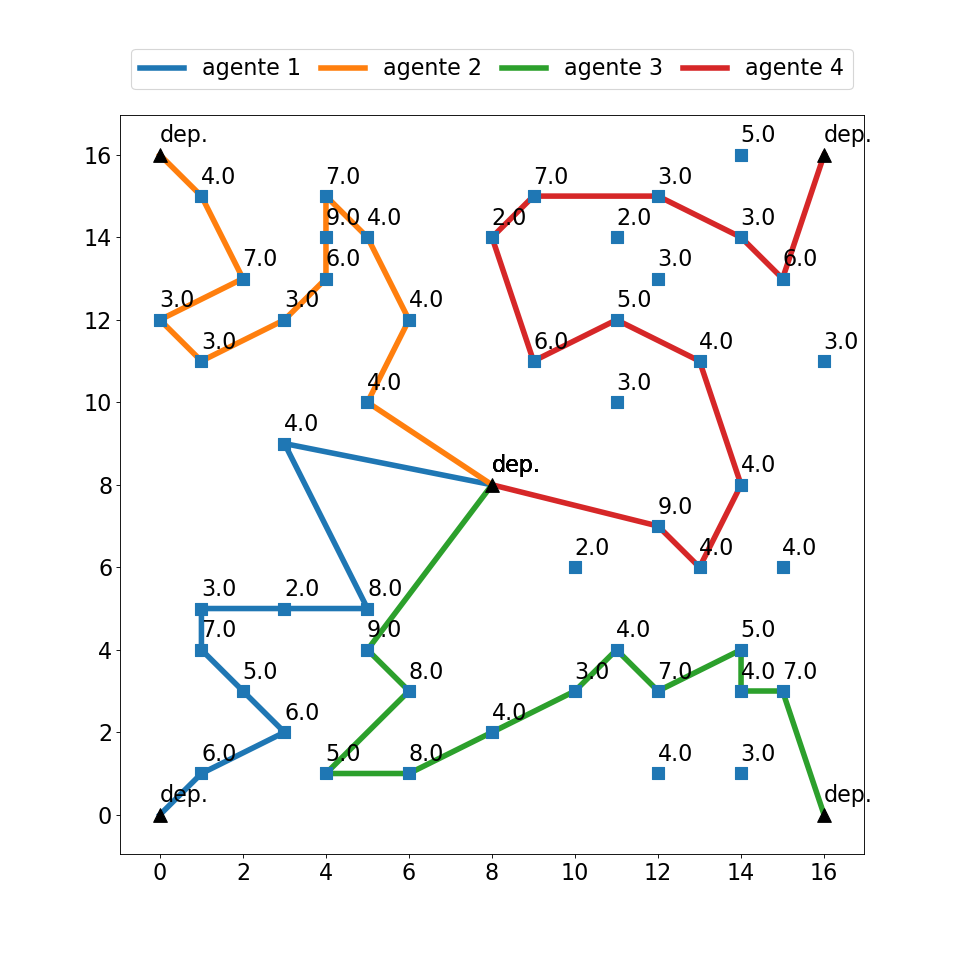 agente 1 agente 2 agente 3 agente 4
dep. 5.0 dep.
16
4.0 7.0 7.0 3.0
9.0 4.0 2.0 2.0 3.0
14
7.0 6.0 3.0 6.0
3.0 3.0 4.0 5.0
12
3.0 6.0 4.0 3.0
4.0 3.0
10
4.0
dep. 4.0
8
9.0
2.0 4.0 4.0
6
3.0 2.0 8.0
7.0 9.0 4.0 5.0
4
5.0 8.0 3.0 7.0 4.0 7.0
6.0 4.0
2
6.0 5.0 8.0 4.0 3.0
dep. dep.
0
0 2 4 6 8 10 12 14 16